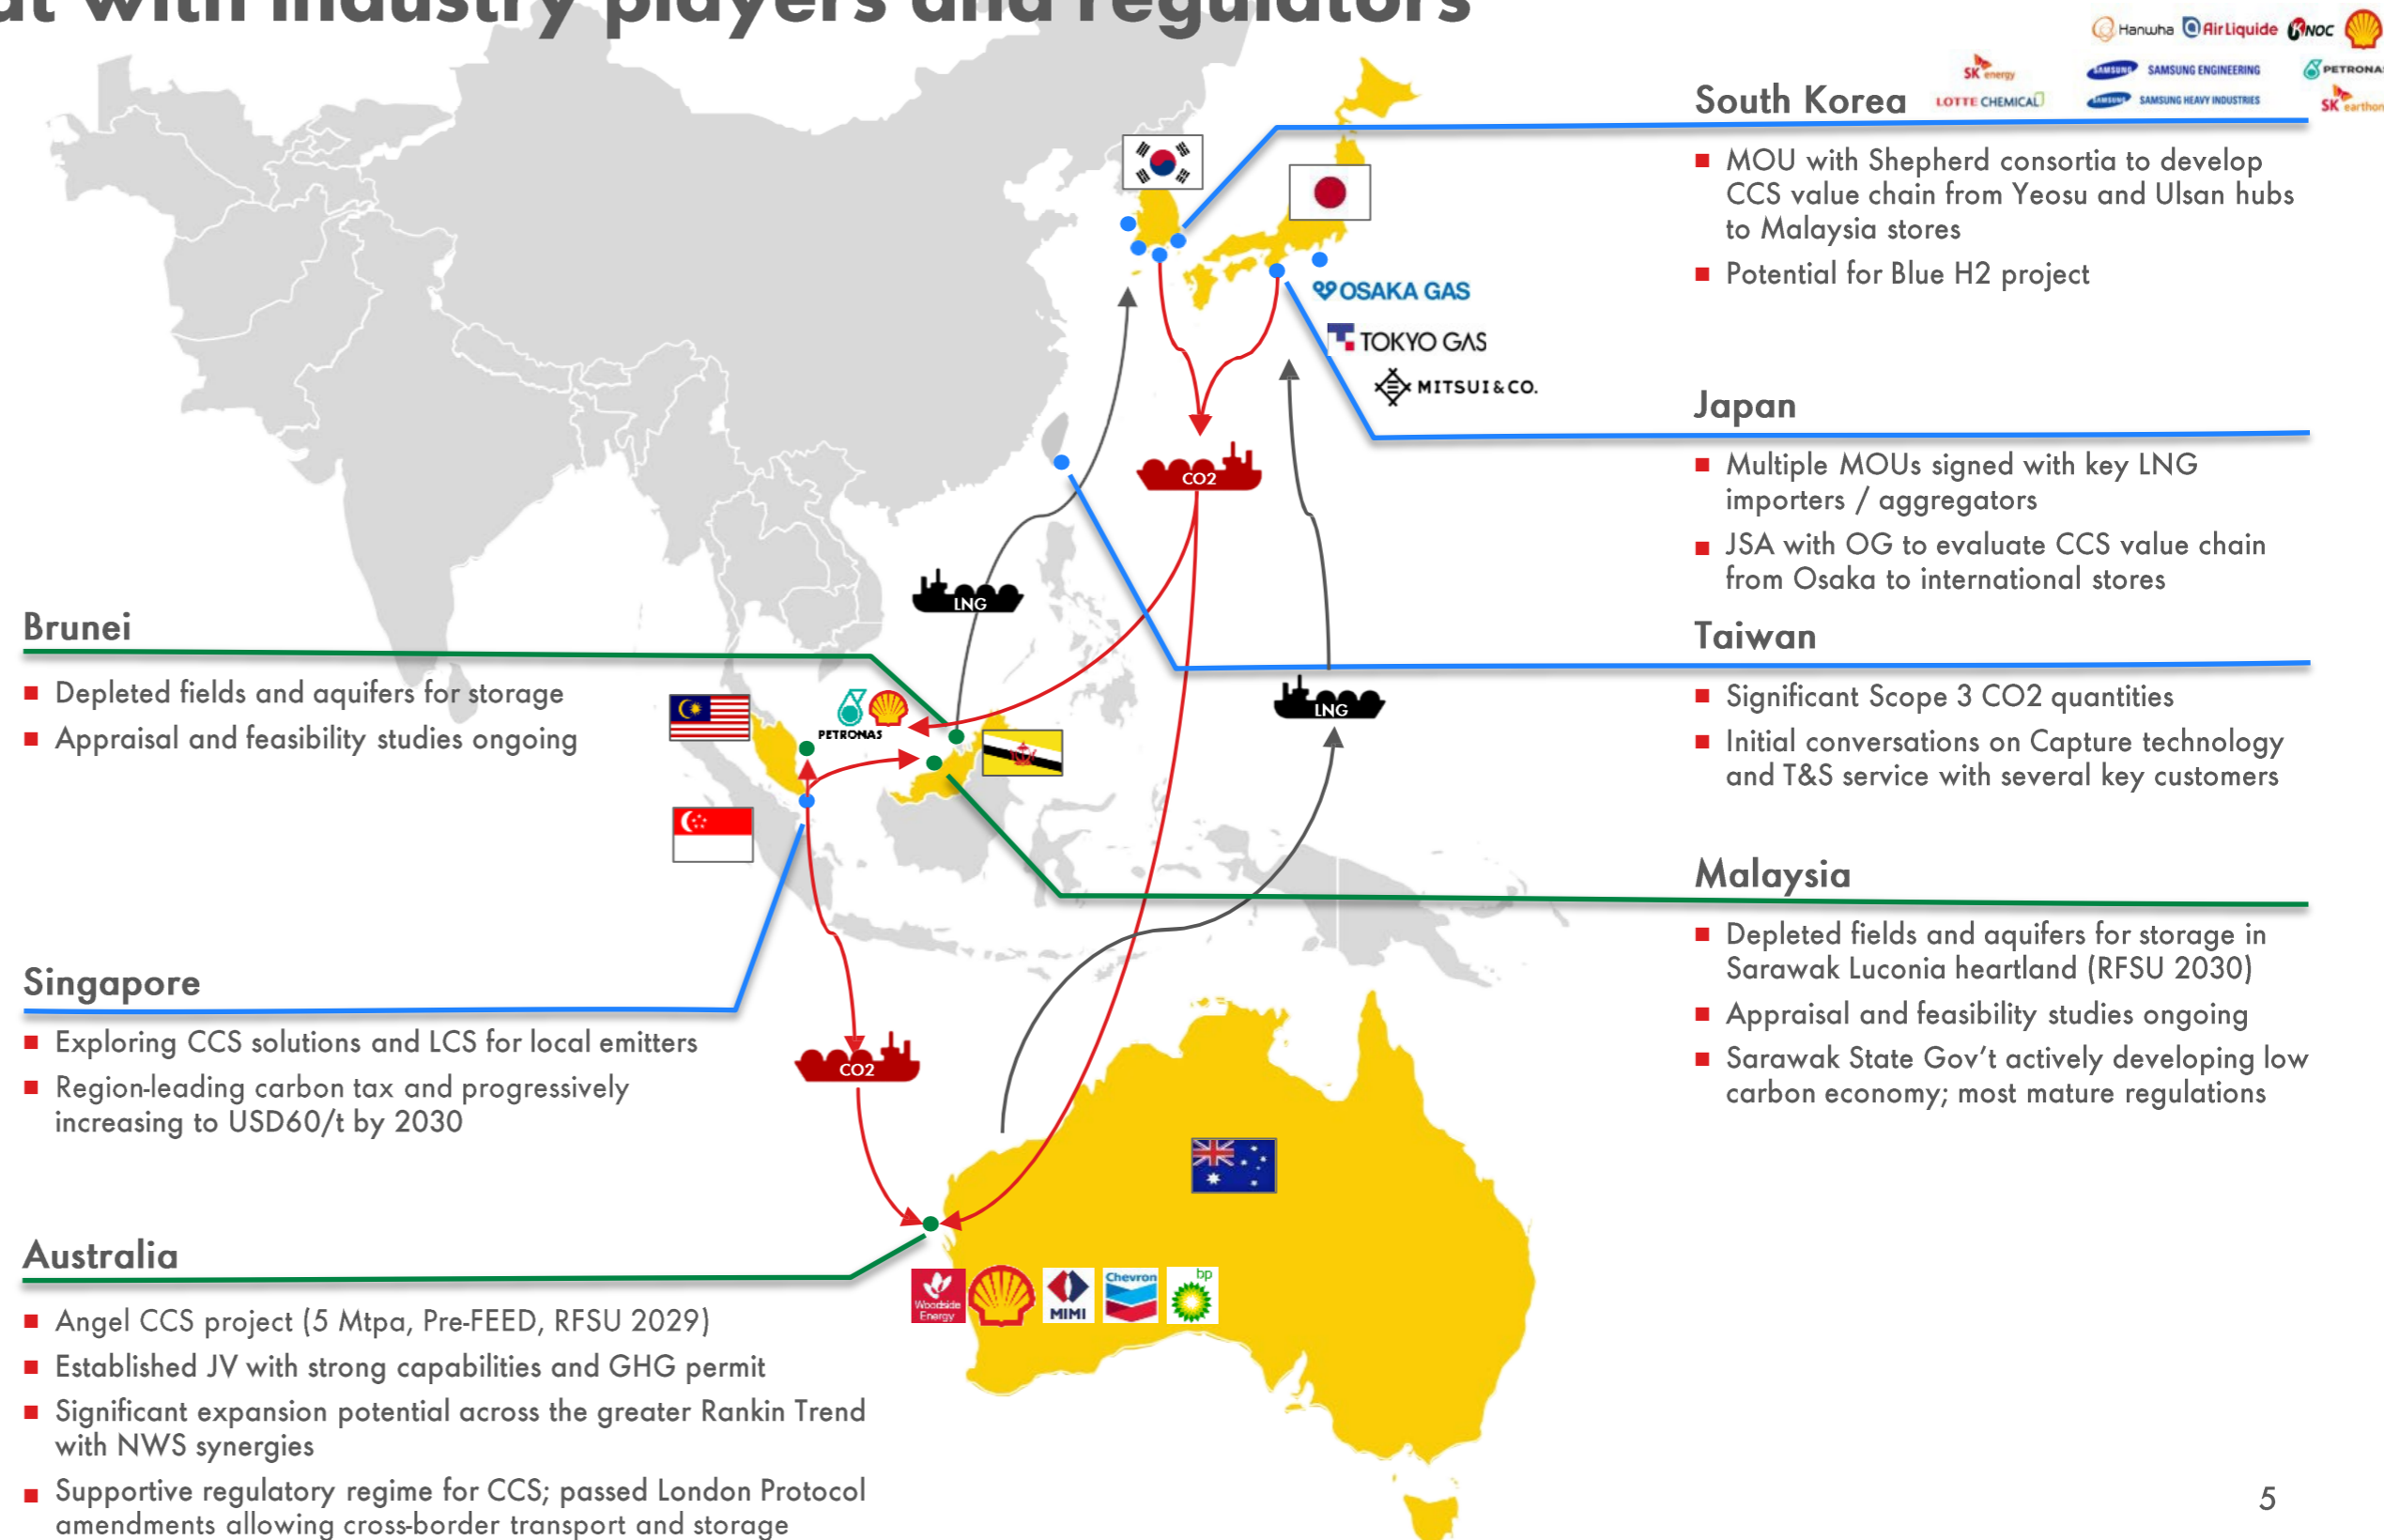 at with industry players and regulators
Hanwha
Air Liquide
KNOC
SK energy
SAMSUNG
SAMSUNG ENGINEERING
PETRONAS
LOTTE CHEMICAL
SAMSUNG
SAMSUNG HEAVY INDUSTRIES
SK earthon
South Korea
MOU with Shepherd consortia to develop
CCS value chain from Yeosu and Ulsan hubs
to Malaysia stores
Potential for Blue H2 project
OSAKA GAS
TOKYO GAS
MITSUI & CO.
Japan
Multiple MOUs signed with key LNG
importers / aggregators
JSA with OG to evaluate CCS value chain
from Osaka to international stores
CO2
LNG
Taiwan
Significant Scope 3 CO2 quantities
Initial conversations on Capture technology
and T&S service with several key customers
LNG
Brunei
Depleted fields and aquifers for storage
Appraisal and feasibility studies ongoing
PETRONAS
Malaysia
Depleted fields and aquifers for storage in
Sarawak Luconia heartland (RFSU 2030)
Appraisal and feasibility studies ongoing
Sarawak State Gov't actively developing low
carbon economy; most mature regulations
Singapore
Exploring CCS solutions and LCS for local emitters
Region-leading carbon tax and progressively
increasing to USD60/t by 2030
CO2
Australia
Angel CCS project (5 Mtpa, Pre-FEED, RFSU 2029)
Established JV with strong capabilities and GHG permit
Significant expansion potential across the greater Rankin Trend
with NWS synergies
Supportive regulatory regime for CCS; passed London Protocol
amendments allowing cross-border transport and storage
Woodside
Energy
MIMI
Chevron
bp
5